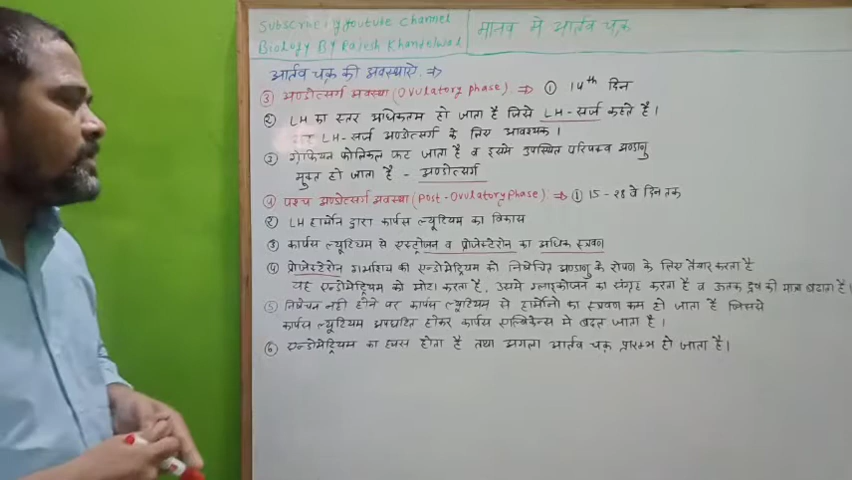 Subscribe youtube channel
Biology By Rajesh Khandelwal
मानव मे आर्तव चक्र
आर्तव चक्र की अवस्थाऐ ⇒
③ अण्डोत्सर्ग अवस्था (Ovulatory phase) ⇒ ① 14th दिन
② LH का स्तर अधिकतम हो जाता है जिसे LH-सर्ज कहते है।
LH-सर्ज अण्डोत्सर्ग के लिए आवश्यक।
③ ग्रेफियन फोलिकल फट जाता है व इसमे उपस्थित परिपक्व अण्डाणु
मुक्त हो जाता है - अण्डोत्सर्ग
④ पश्च अण्डोत्सर्ग अवस्था (Post-Ovulatory Phase) ⇒ ① 15-28 वे दिन तक
② LH हार्मोन द्वारा कार्पस ल्यूटियम का विकास
③ कार्पस ल्यूटियम से एस्ट्रोजन व प्रोजेस्टेरोन का अधिक स्त्रवण
④ प्रोजेस्टेरोन गर्भाशय की एन्डोमेट्रियम को निषेचित अण्डाणु के रोपण के लिए तैयार करता है
यह एन्डोमेट्रियम को मोटा करता है, उसमे ग्लाइकोजन का संग्रह करता है व ऊतक द्रव की मात्रा बढाता है।
⑤ निषेचन नही होने पर कार्पस ल्यूटियम से हार्मोनो का स्त्रवण कम हो जाता है जिससे
कार्पस ल्यूटियम अपघटित होकर कार्पस एल्बिकेन्स मे बदल जाता है।
⑥ एन्डोमेट्रियम का ह्यस होता है तथा अगला आर्तव चक्र प्रारम्भ हो जाता है।